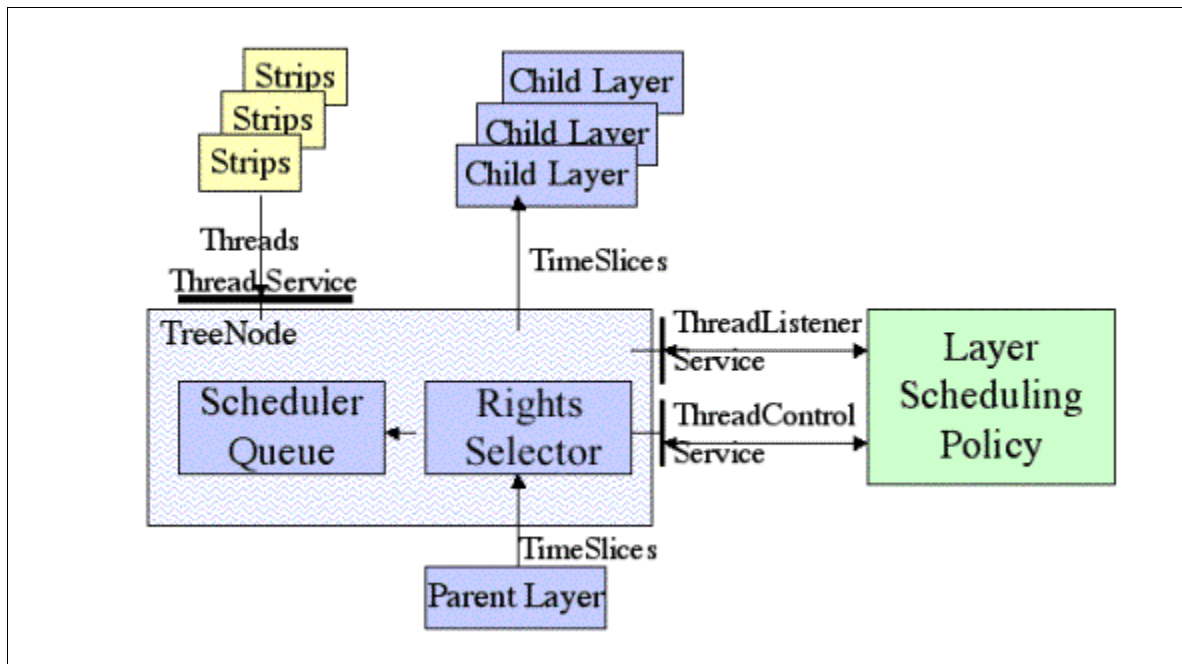 Strips
Strips
Strips
Child Layer
Child Layer
Child Layer
Threads
Thread Service
TimeSlices
TreeNode
ThreadListener
Service
Layer
Scheduling
Policy
Scheduler
Queue
Rights
Selector
ThreadControl
Service
TimeSlices
Parent Layer